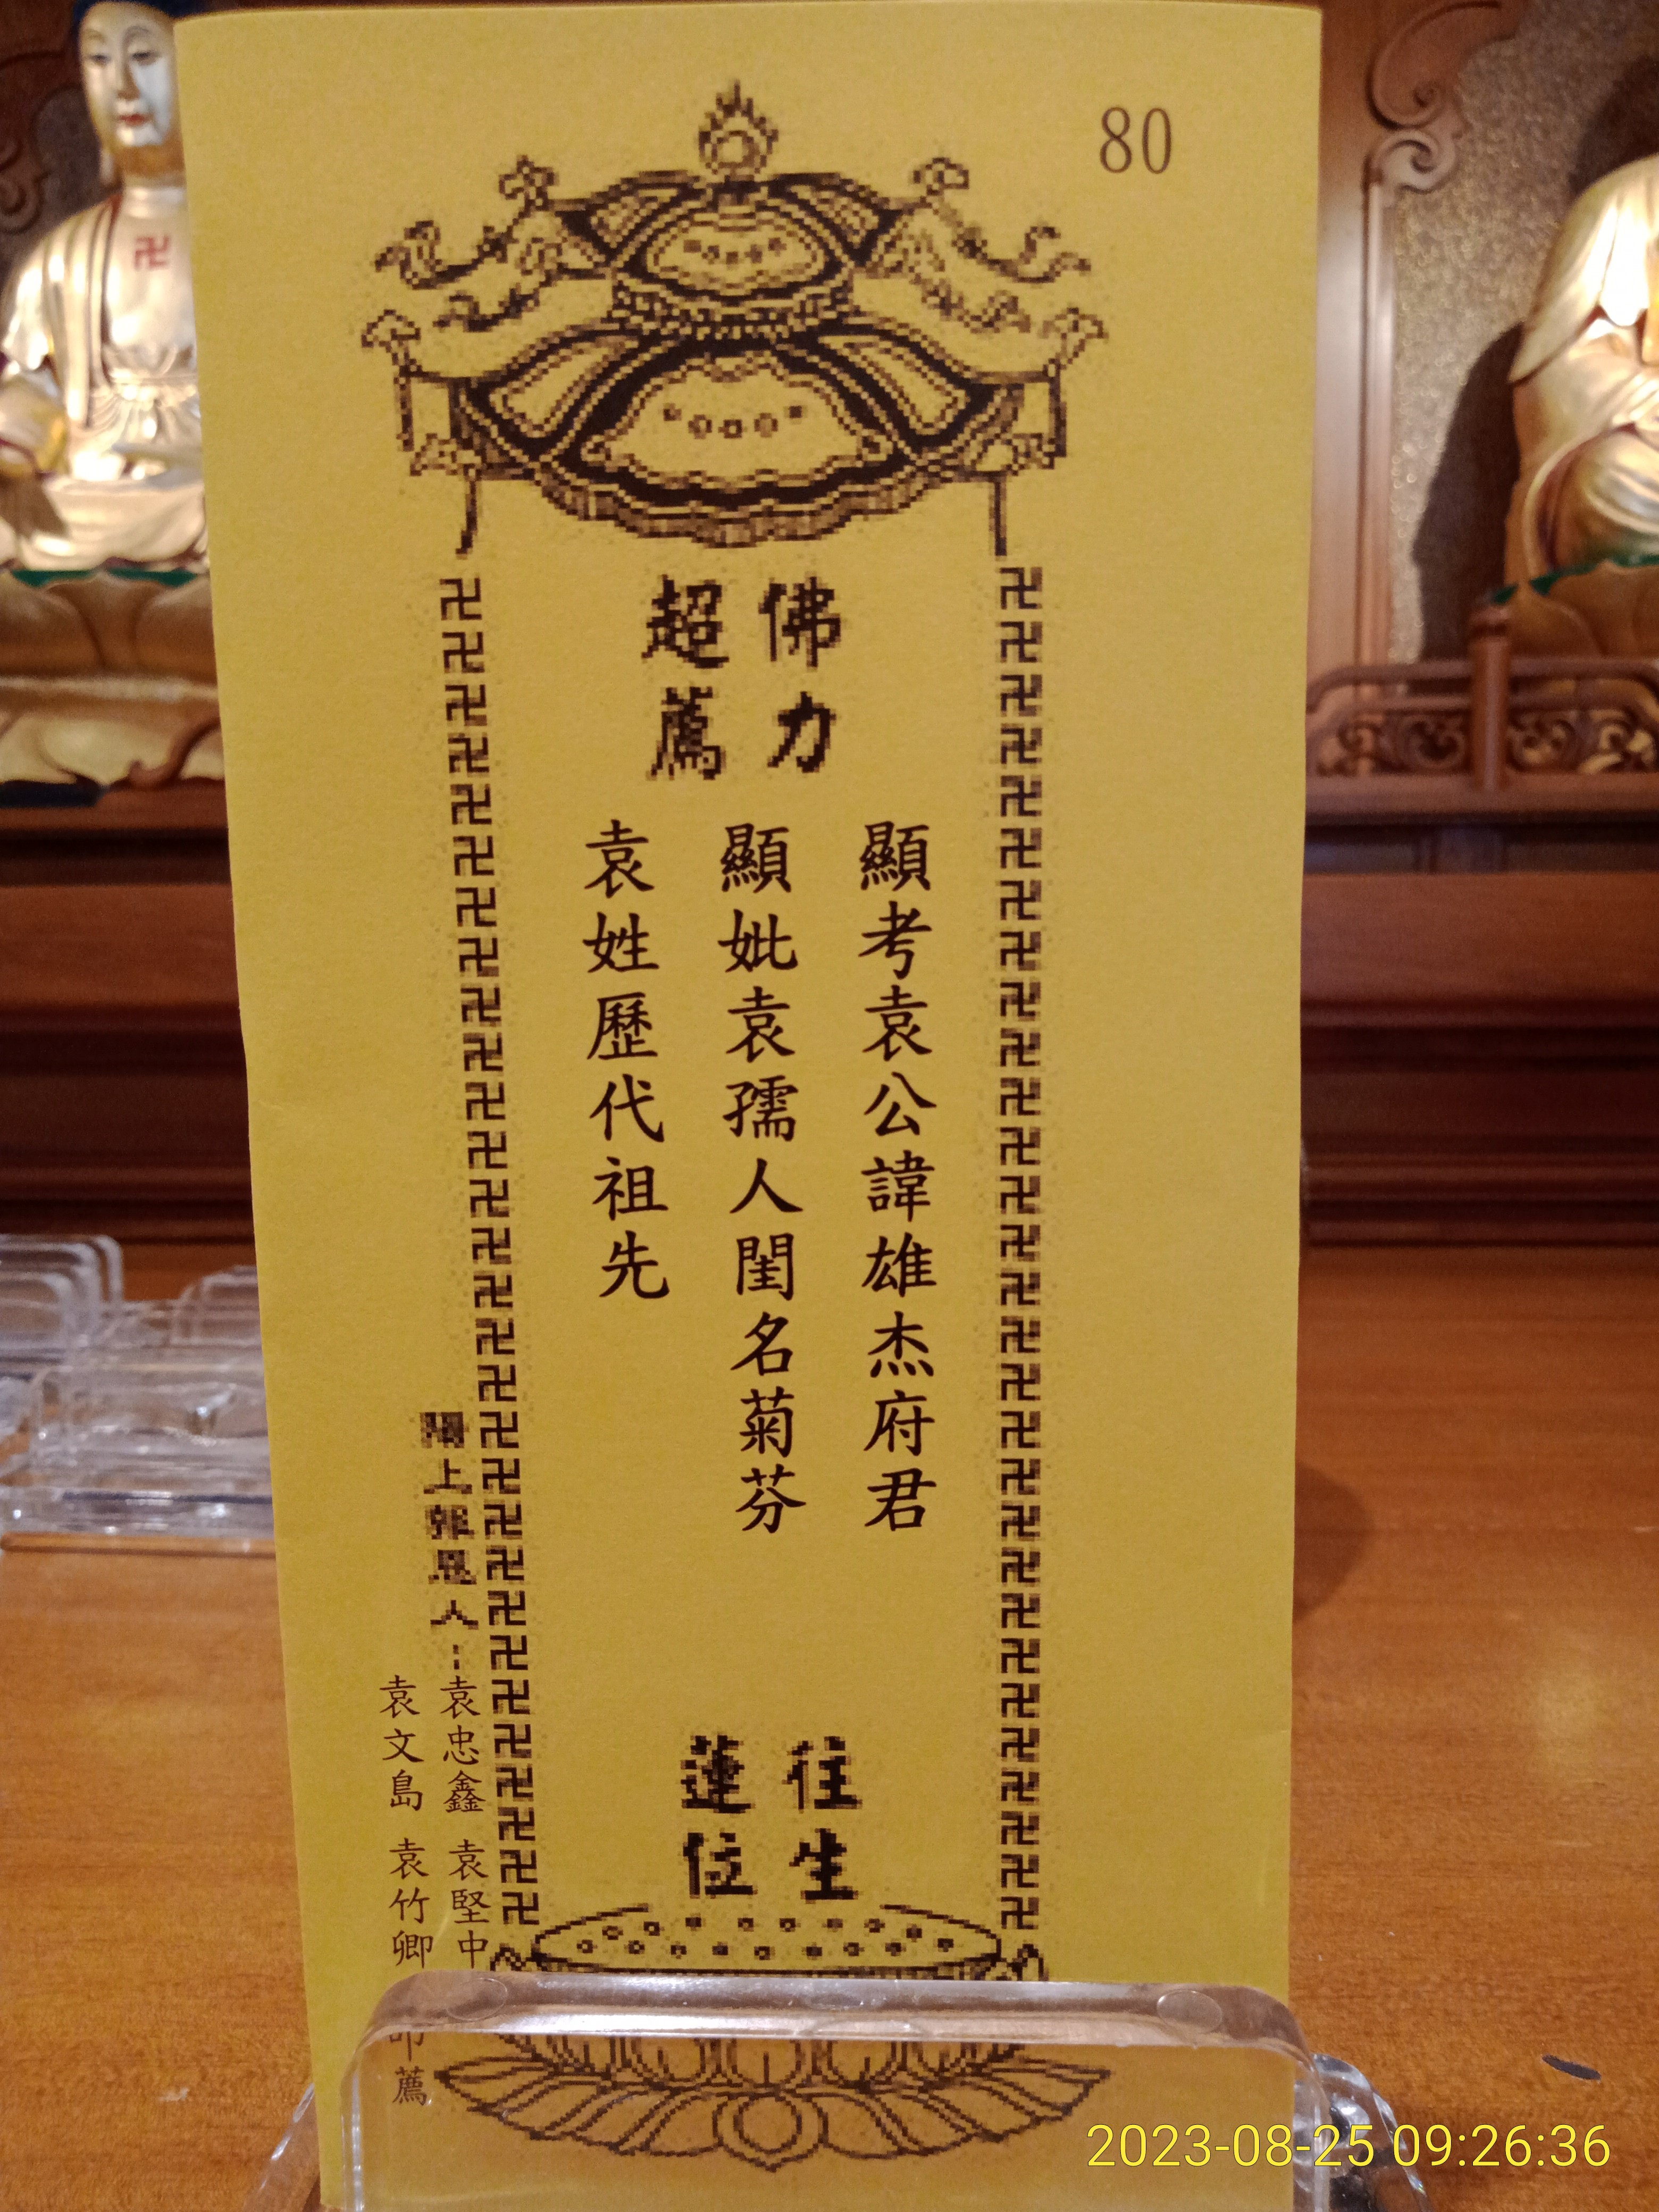 80
佛力
超薦
顯考袁公諱雄杰府君
顯妣袁孺人閨名菊芬
袁姓歷代祖先
往生
蓮位
陽上報恩人：袁忠鑫 袁堅中
袁文島 袁竹卿 叩薦
2023-08-25 09:26:36